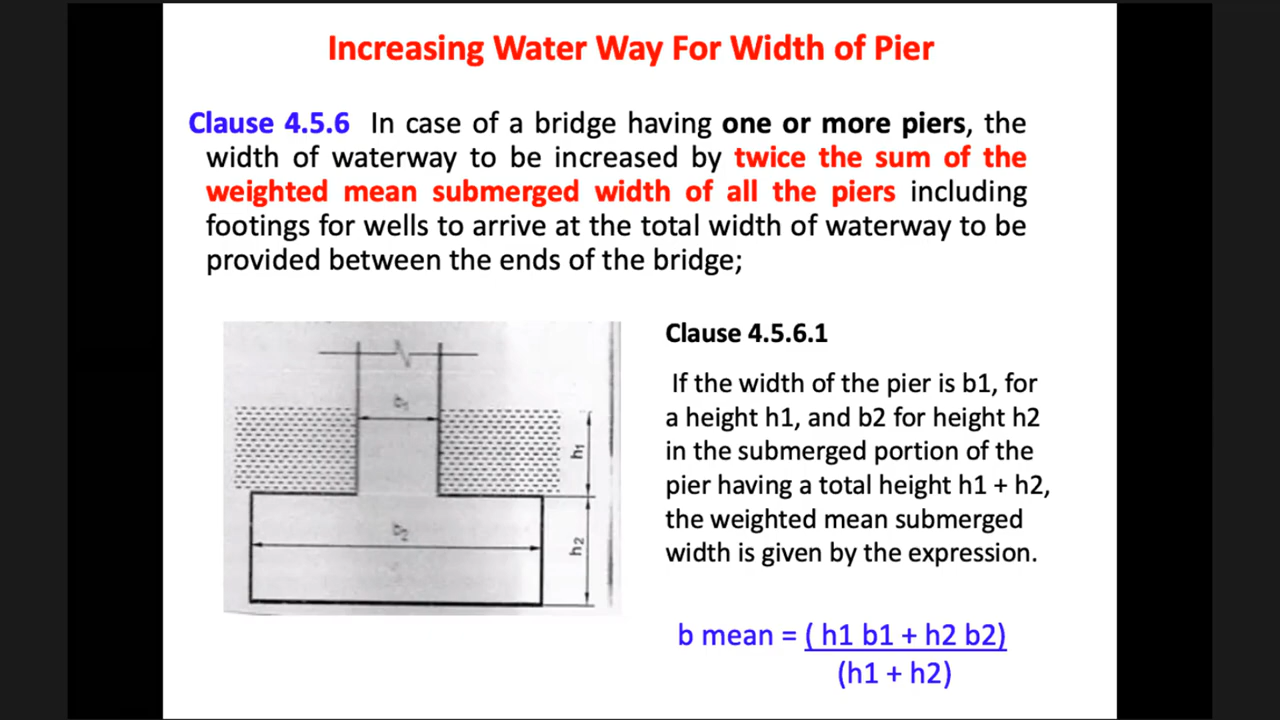 Increasing Water Way For Width of Pier
Clause 4.5.6 In case of a bridge having one or more piers, the
width of waterway to be increased by twice the sum of the
weighted mean submerged width of all the piers including
footings for wells to arrive at the total width of waterway to be
provided between the ends of the bridge;
h1
h2
Clause 4.5.6.1
If the width of the pier is b1, for
a height h1, and b2 for height h2
in the submerged portion of the
pier having a total height h1 + h2,
the weighted mean submerged
width is given by the expression.
b mean = ( h1 b1 + h2 b2)
(h1 + h2)